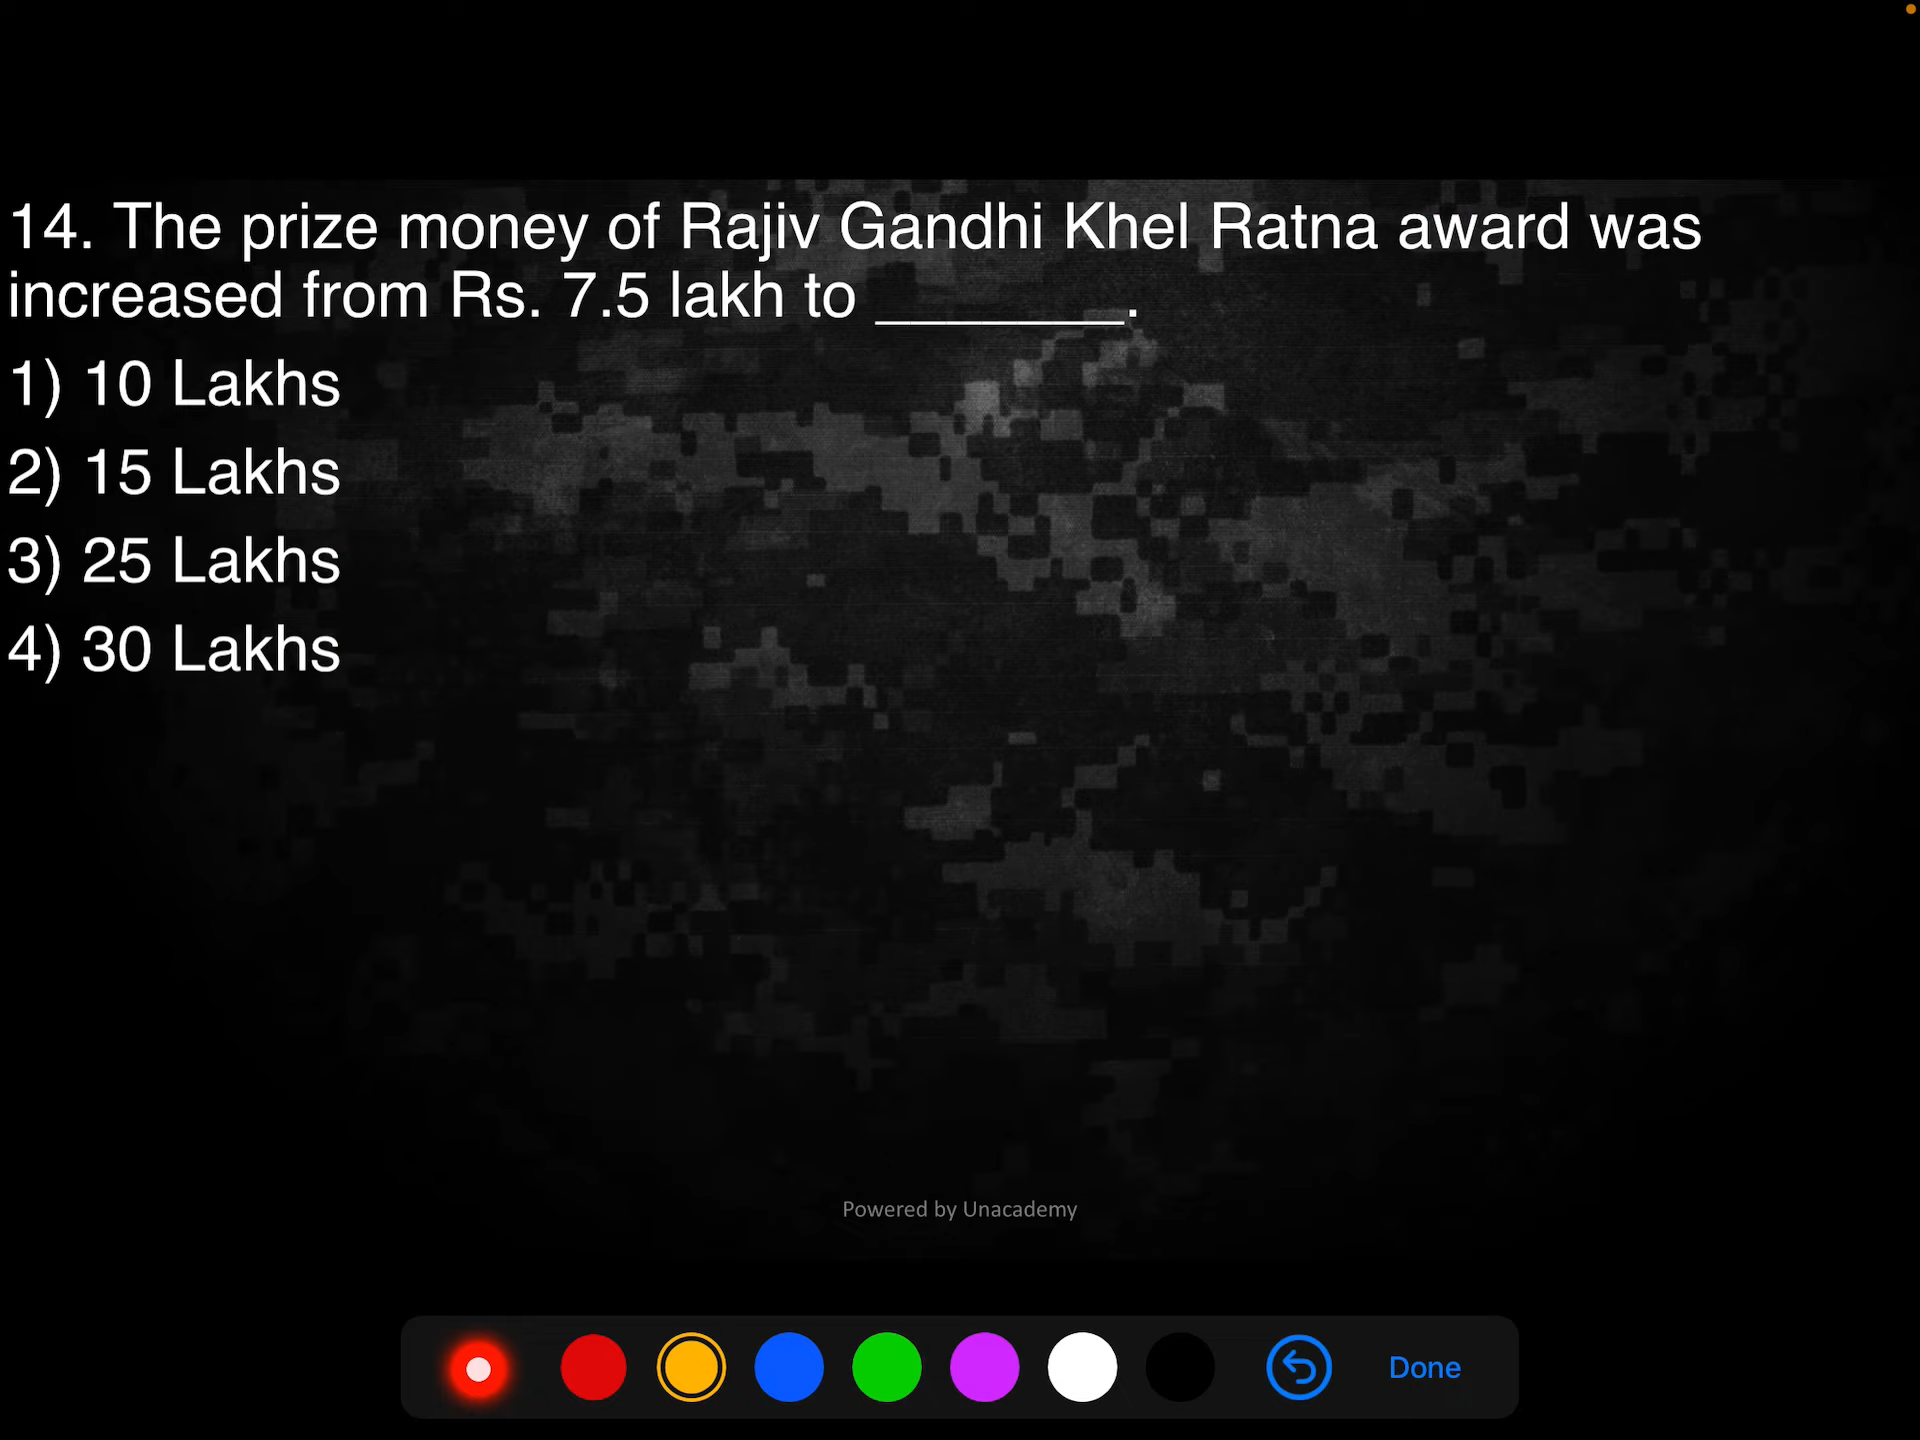 14. The prize money of Rajiv Gandhi Khel Ratna award was
increased from Rs. 7.5 lakh to _______.
1) 10 Lakhs
2) 15 Lakhs
3) 25 Lakhs
4) 30 Lakhs
Powered by Unacademy
Done